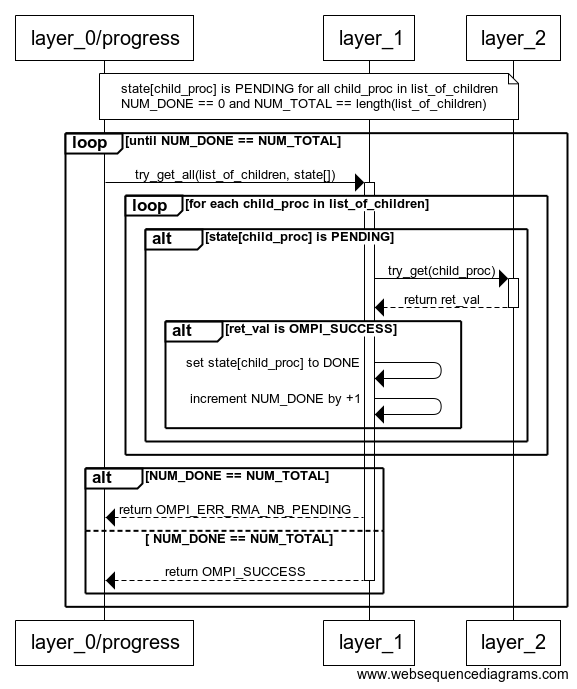 layer_0/progress
layer_1
layer_2
state[child_proc] is PENDING for all child_proc in list_of_children
NUM_DONE == 0 and NUM_TOTAL == length(list_of_children)
loop
[until NUM_DONE == NUM_TOTAL]
try_get_all(list_of_children, state[])
loop
[for each child_proc in list_of_children]
alt
[state[child_proc] is PENDING]
try_get(child_proc)
return ret_val
alt
[ret_val is OMPI_SUCCESS]
set state[child_proc] to DONE
increment NUM_DONE by +1
alt
[NUM_DONE == NUM_TOTAL]
return OMPI_ERR_RMA_NB_PENDING
[ NUM_DONE == NUM_TOTAL]
return OMPI_SUCCESS
layer_0/progress
layer_1
layer_2
www.websequencediagrams.com